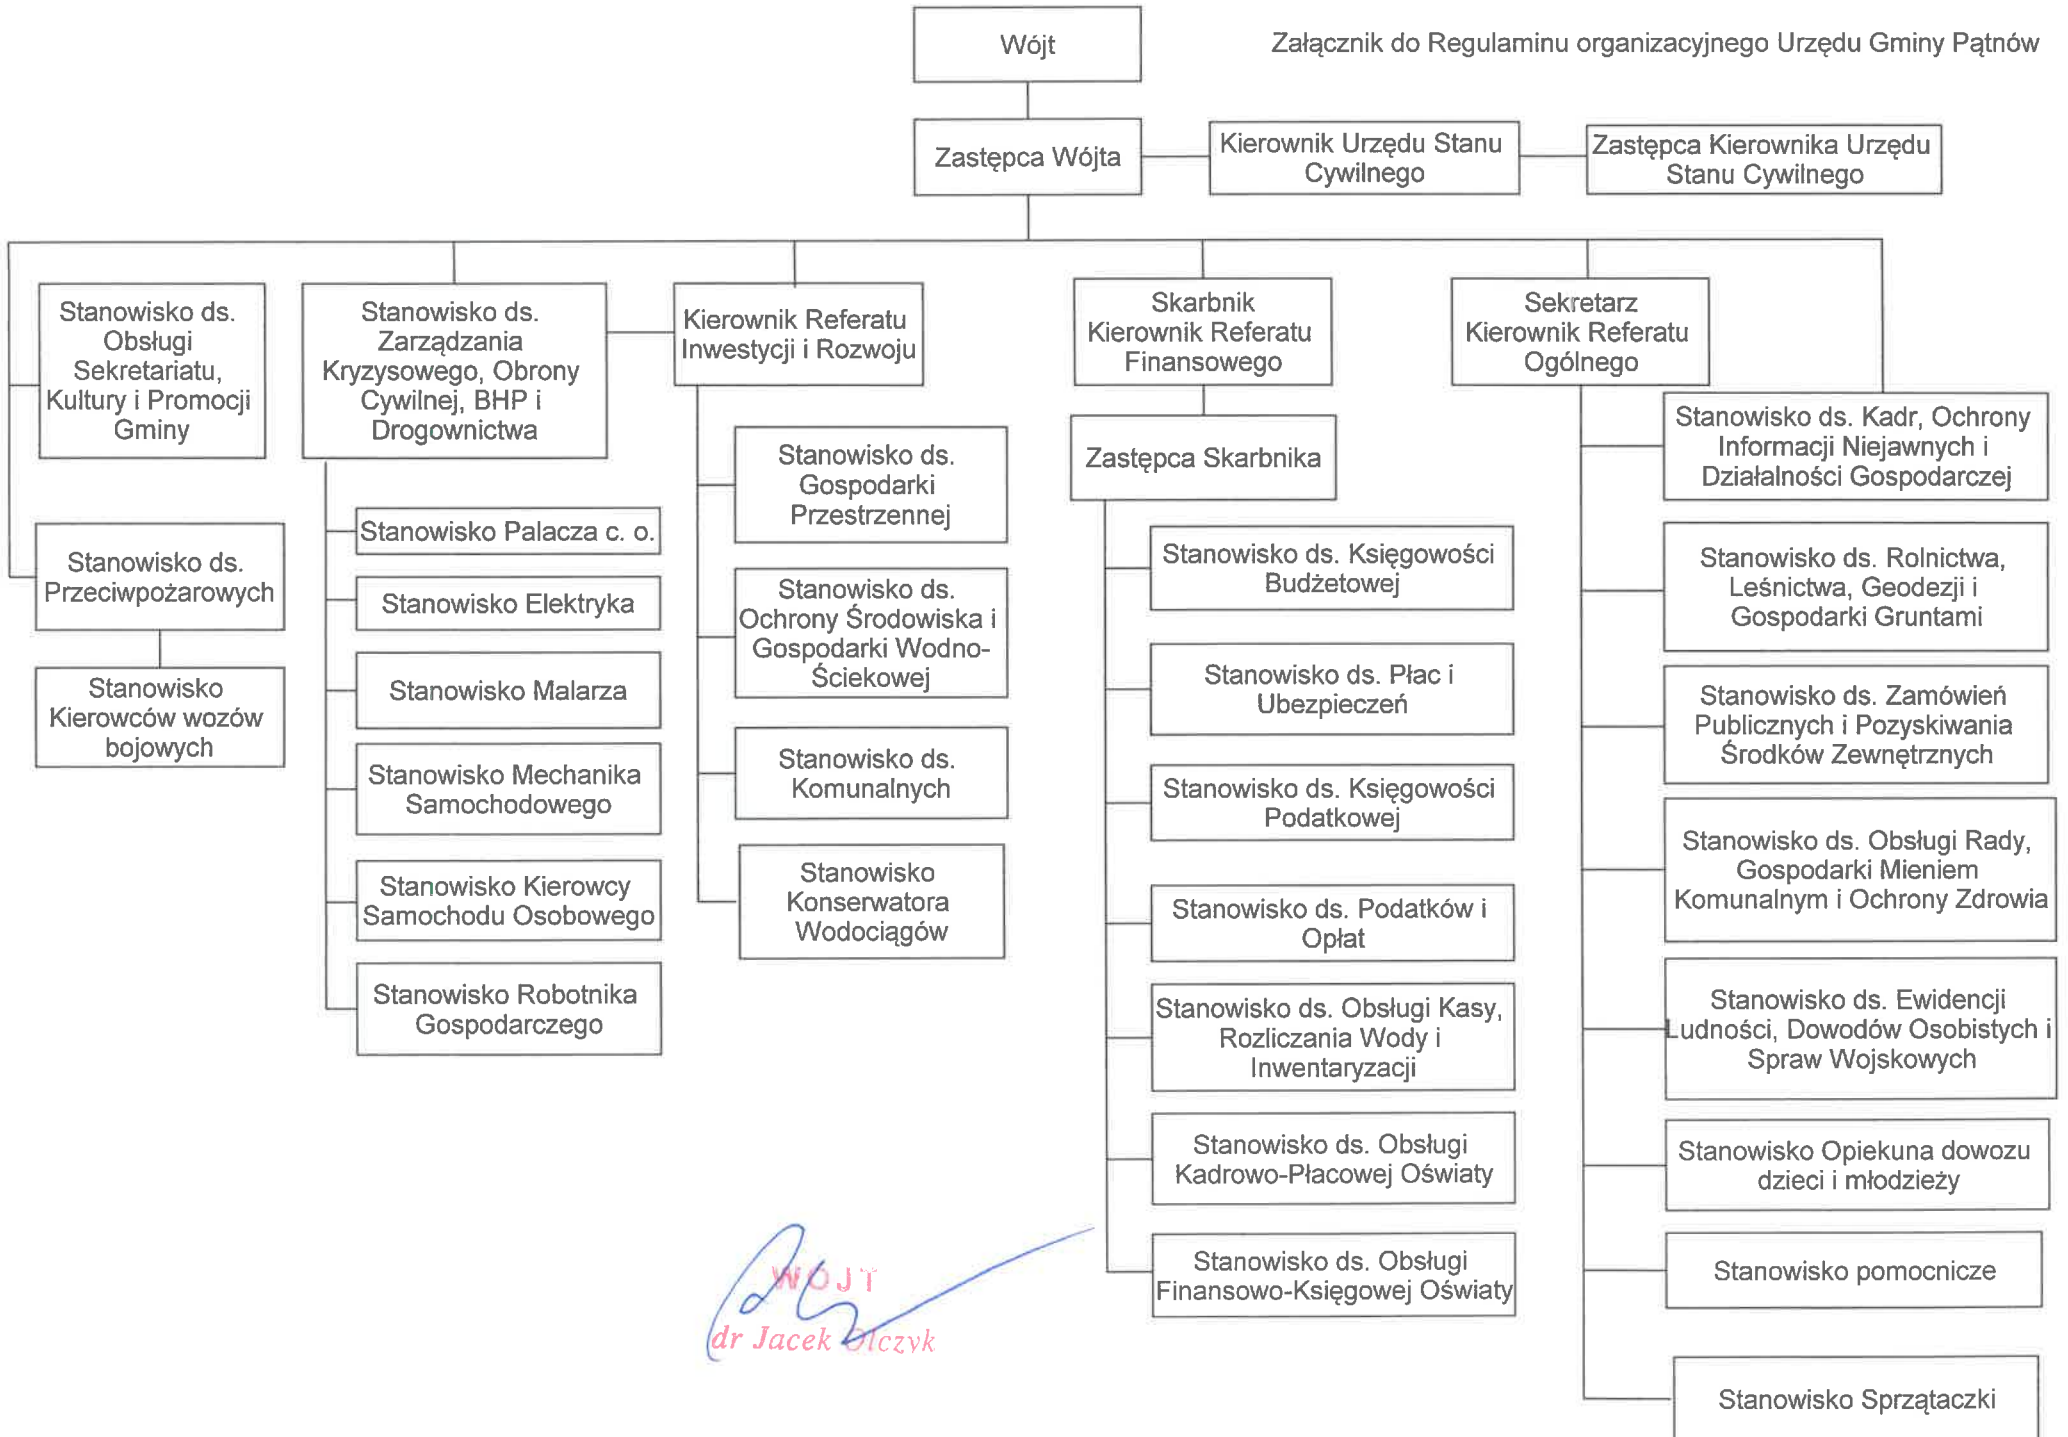 Wójt
Załącznik do Regulaminu organizacyjnego Urzędu Gminy Pątnów
Zastępca Wójta
Kierownik Urzędu Stanu
Cywilnego
Zastępca Kierownika Urzędu
Stanu Cywilnego
Stanowisko ds.
Obsługi
Sekretariatu,
Kultury i Promocji
Gminy
Stanowisko ds.
Przeciwpożarowych
Stanowisko
Kierowców wozów
bojowych
Stanowisko ds.
Zarządzania
Kryzysowego, Obrony
Cywilnej, BHP i
Drogownictwa
Stanowisko Palacza c. o.
Stanowisko Elektryka
Stanowisko Malarza
Stanowisko Mechanika
Samochodowego
Stanowisko Kierowcy
Samochodu Osobowego
Stanowisko Robotnika
Gospodarczego
Kierownik Referatu
Inwestycji i Rozwoju
Stanowisko ds.
Gospodarki
Przestrzennej
Stanowisko ds.
Ochrony Środowiska i
Gospodarki Wodno-
Ściekowej
Stanowisko ds.
Komunalnych
Stanowisko
Konserwatora
Wodociągów
Skarbnik
Kierownik Referatu
Finansowego
Zastępca Skarbnika
Stanowisko ds. Księgowości
Budżetowej
Stanowisko ds. Płac i
Ubezpieczeń
Stanowisko ds. Księgowości
Podatkowej
Stanowisko ds. Podatków i
Opłat
Stanowisko ds. Obsługi Kasy,
Rozliczania Wody i
Inwentaryzacji
Stanowisko ds. Obsługi
Kadrowo-Płacowej Oświaty
Stanowisko ds. Obsługi
Finansowo-Księgowej Oświaty
Sekretarz
Kierownik Referatu
Ogólnego
Stanowisko ds. Kadr, Ochrony
Informacji Niejawnych i
Działalności Gospodarczej
Stanowisko ds. Rolnictwa,
Leśnictwa, Geodezji i
Gospodarki Gruntami
Stanowisko ds. Zamówień
Publicznych i Pozyskiwania
Środków Zewnętrznych
Stanowisko ds. Obsługi Rady,
Gospodarki Mieniem
Komunalnym i Ochrony Zdrowia
Stanowisko ds. Ewidencji
Ludności, Dowodów Osobistych i
Spraw Wojskowych
Stanowisko Opiekuna dowozu
dzieci i młodzieży
Stanowisko pomocnicze
Stanowisko Sprzątaczki
WÓJT
dr Jacek Olczyk